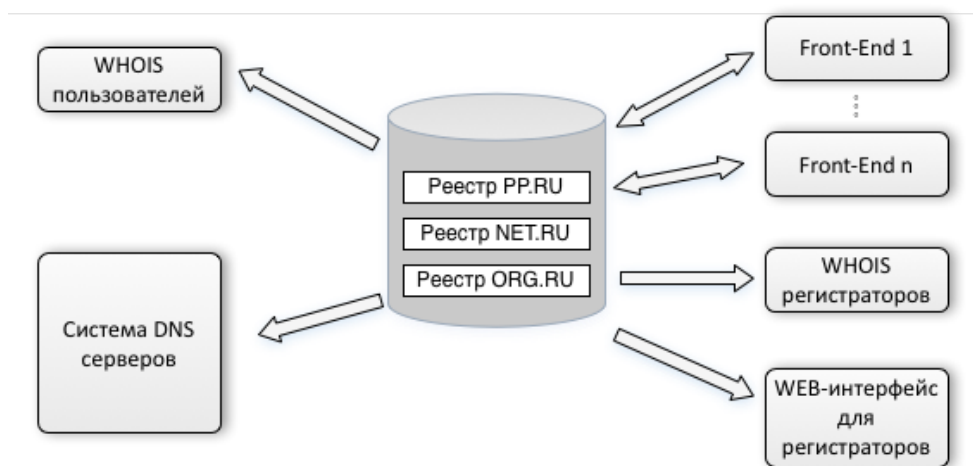 WHOIS
пользователей
Система DNS
серверов
Реестр PP.RU
Реестр NET.RU
Реестр ORG.RU
Front-End 1
Front-End n
WHOIS
регистраторов
WEB-интерфейс
для
регистраторов